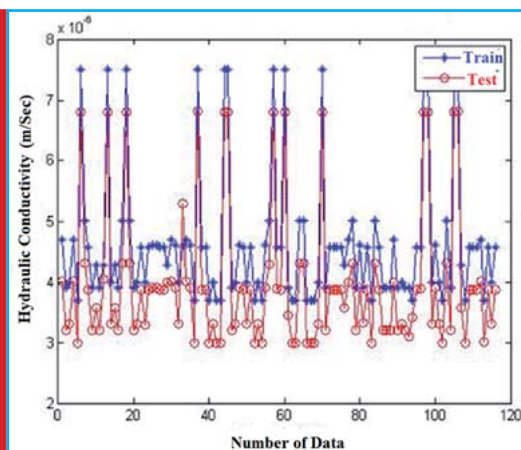 8 x 10⁻⁶
7
6
5
4
3
2
0 20 40 60 80 100 120
Hydraulic Conductivity (m/Sec)
Number of Data
Train
Test